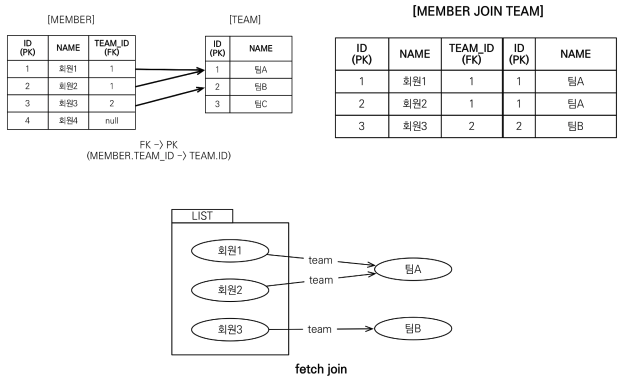 [MEMBER]
ID (PK) NAME TEAM_ID (FK)
1 회원1 1
2 회원2 1
3 회원3 2
4 회원4 null
[TEAM]
ID (PK) NAME
1 팀A
2 팀B
3 팀C
FK -> PK
(MEMBER.TEAM_ID -> TEAM.ID)
[MEMBER JOIN TEAM]
ID (PK) NAME TEAM_ID (FK) ID (PK) NAME
1 회원1 1 1 팀A
2 회원2 1 1 팀A
3 회원3 2 2 팀B
LIST
회원1 team 팀A
회원2 team
회원3 team 팀B
fetch join